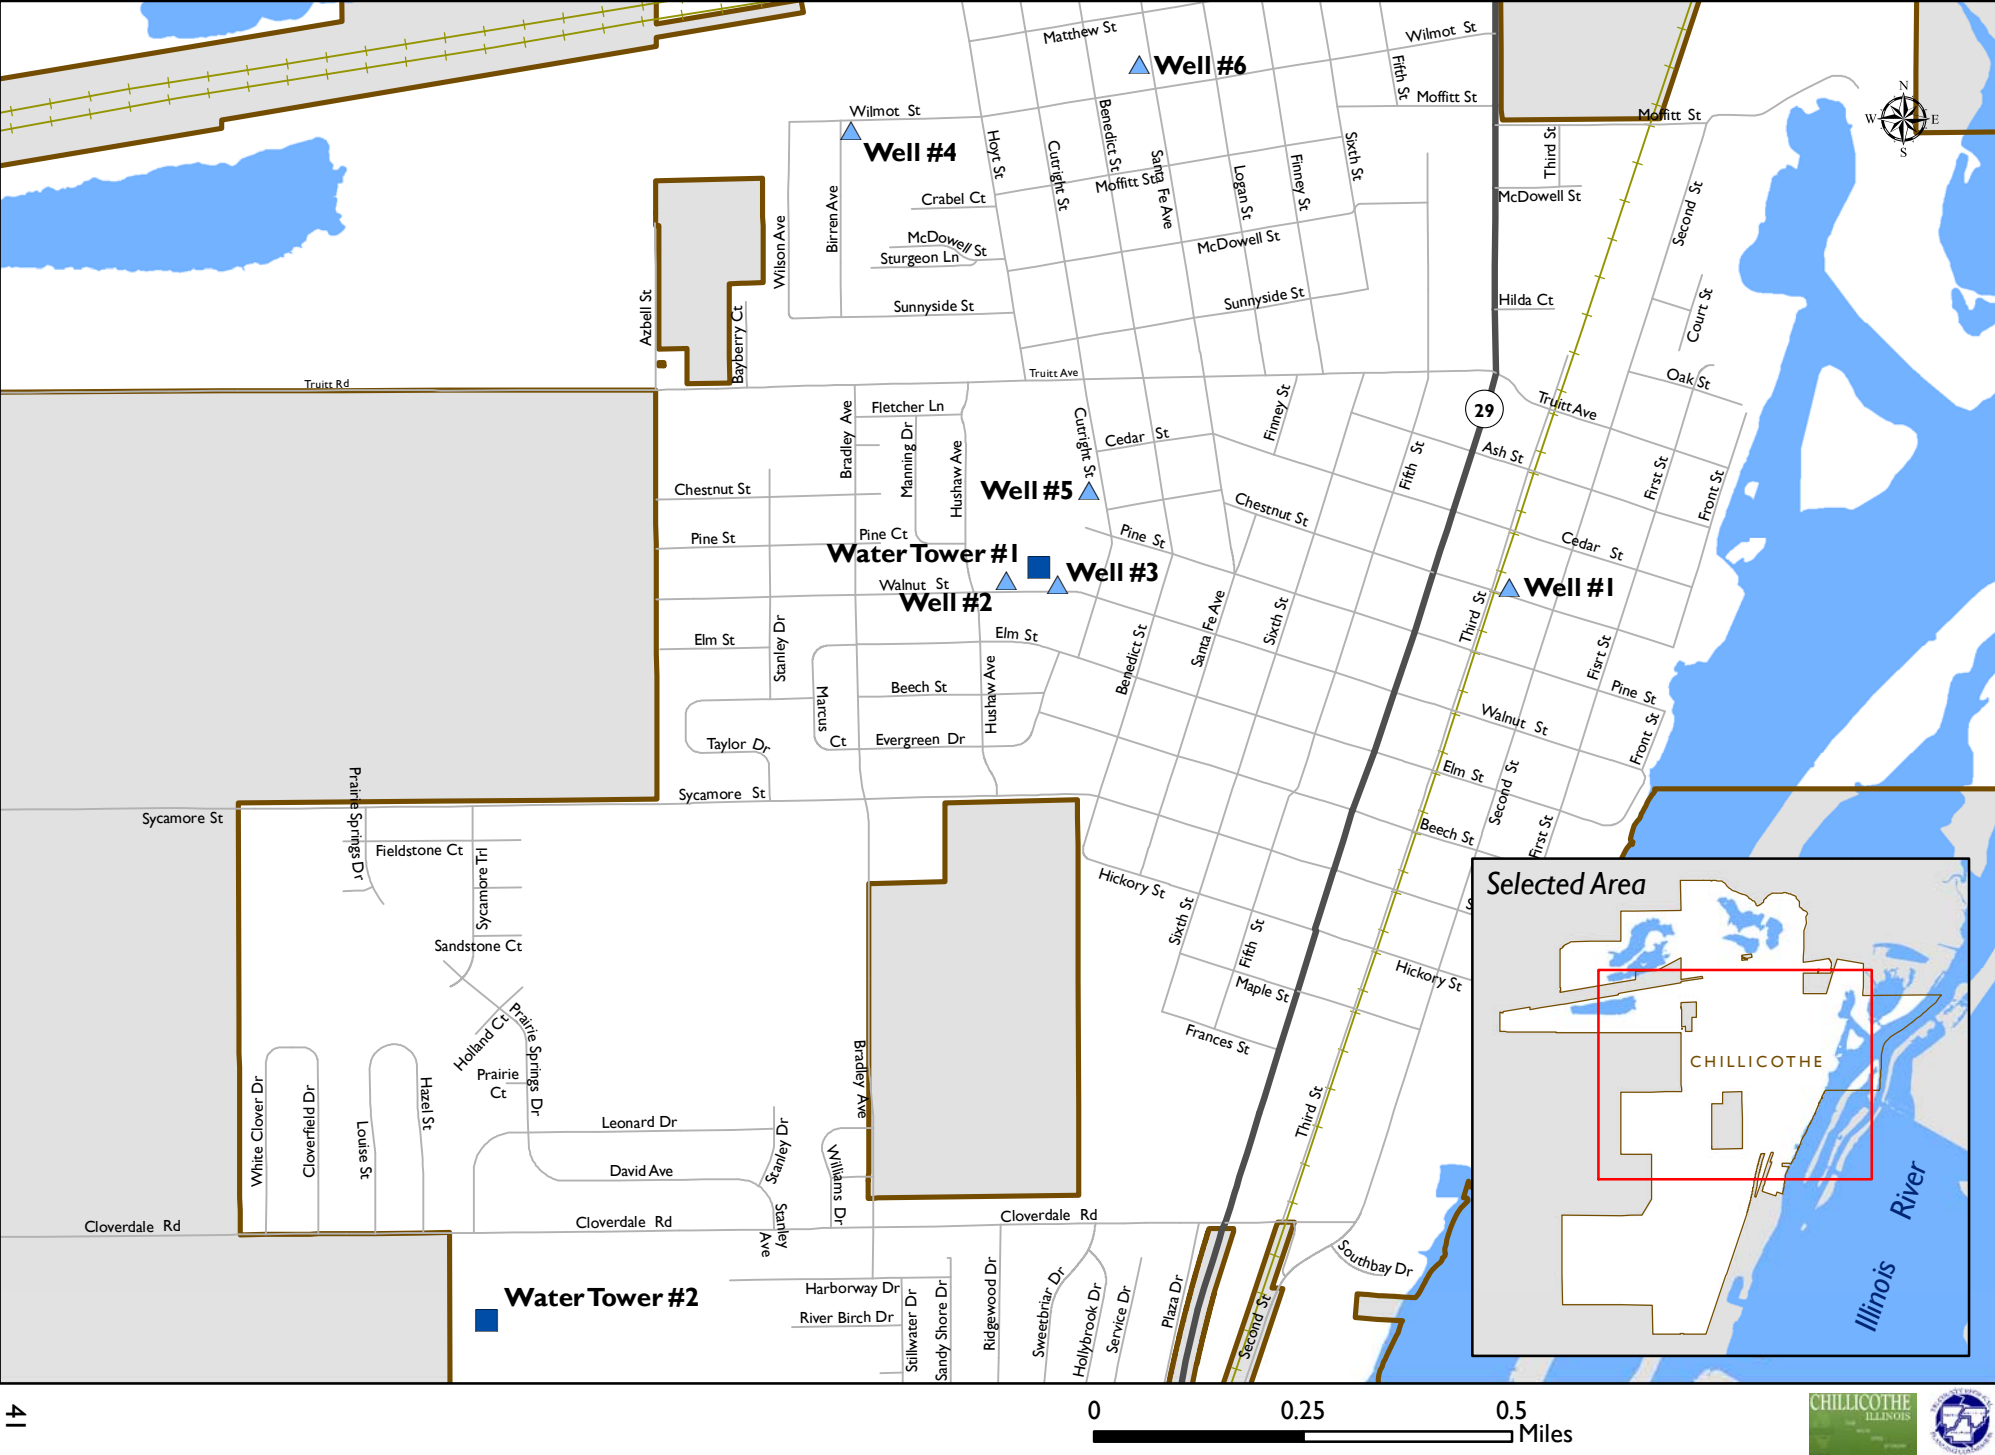 Matthew St
Wilmot St
Well #6
Fifth St
Moffitt St
Wilmot St
Well #4
Hoyt St
Cutright St
Benedict St
Moffitt St
Santa Fe Ave
Logan St
Finney St
Sixth St
Third St
Moffitt St
N
W
E
S
McDowell St
Second St
Crabel Ct
Birren Ave
Wilson Ave
McDowell St
Sturgeon Ln
McDowell St
Sunnyside St
Sunnyside St
Hilda Ct
Court St
Azbell St
Bayberry Ct
Truitt Rd
Truitt Ave
Oak St
Truitt Ave
29
Bradley Ave
Fletcher Ln
Manning Dr
Hushaw Ave
Cutright St
Cedar St
Finney St
Fifth St
Ash St
First St
Front St
Chestnut St
Well #5
Chestnut St
Pine St
Pine Ct
Pine St
Cedar St
Water Tower #1
Well #3
Well #1
Walnut St
Well #2
Elm St
Stanley Dr
Elm St
Benedict St
Santa Fe Ave
Sixth St
Third St
Fisrt St
Pine St
Walnut St
Front St
Marcus
Ct
Beech St
Hushaw Ave
Evergreen Dr
Taylor Dr
Elm St
Second St
Sycamore St
Sycamore St
Prairie Springs Dr
Fieldstone Ct
Sycamore Trl
Beech St
First St
Hickory St
Sixth St
Fifth St
S
Hickory St
Maple St
Frances St
Sandstone Ct
Holland Ct
Prairie Springs Dr
Prairie
Ct
Bradley Ave
White Clover Dr
Cloverfield Dr
Louise St
Hazel St
Leonard Dr
David Ave
Stanley Dr
Williams Dr
Stanley
Ave
Third St
Cloverdale Rd
Cloverdale Rd
Cloverdale Rd
Southbay Dr
Water Tower #2
Harborway Dr
River Birch Dr
Stillwater Dr
Sandy Shore Dr
Ridgewood Dr
Sweetbriar Dr
Hollybrook Dr
Service Dr
Plaza Dr
Second St
Selected Area
CHILLICOTHE
Illinois River
0
0.25
0.5
Miles
41
CHILLICOTHE
ILLINOIS